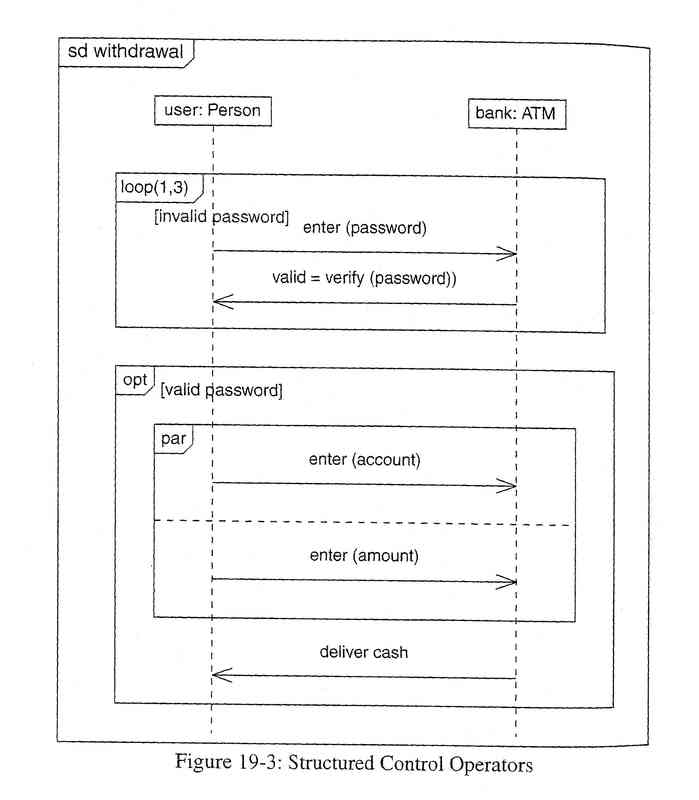 sd withdrawal
user: Person
bank: ATM
loop(1,3)
[invalid password]
enter (password)
valid = verify (password))
opt
[valid password]
par
enter (account)
enter (amount)
deliver cash
Figure 19-3: Structured Control Operators